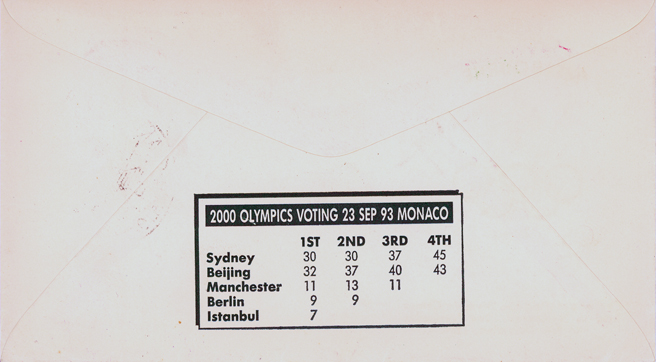 2000 OLYMPICS VOTING 23 SEP 93 MONACO
1ST 2ND 3RD 4TH
Sydney 30 30 37 45
Beijing 32 37 40 43
Manchester 11 13 11
Berlin 9 9
Istanbul 7